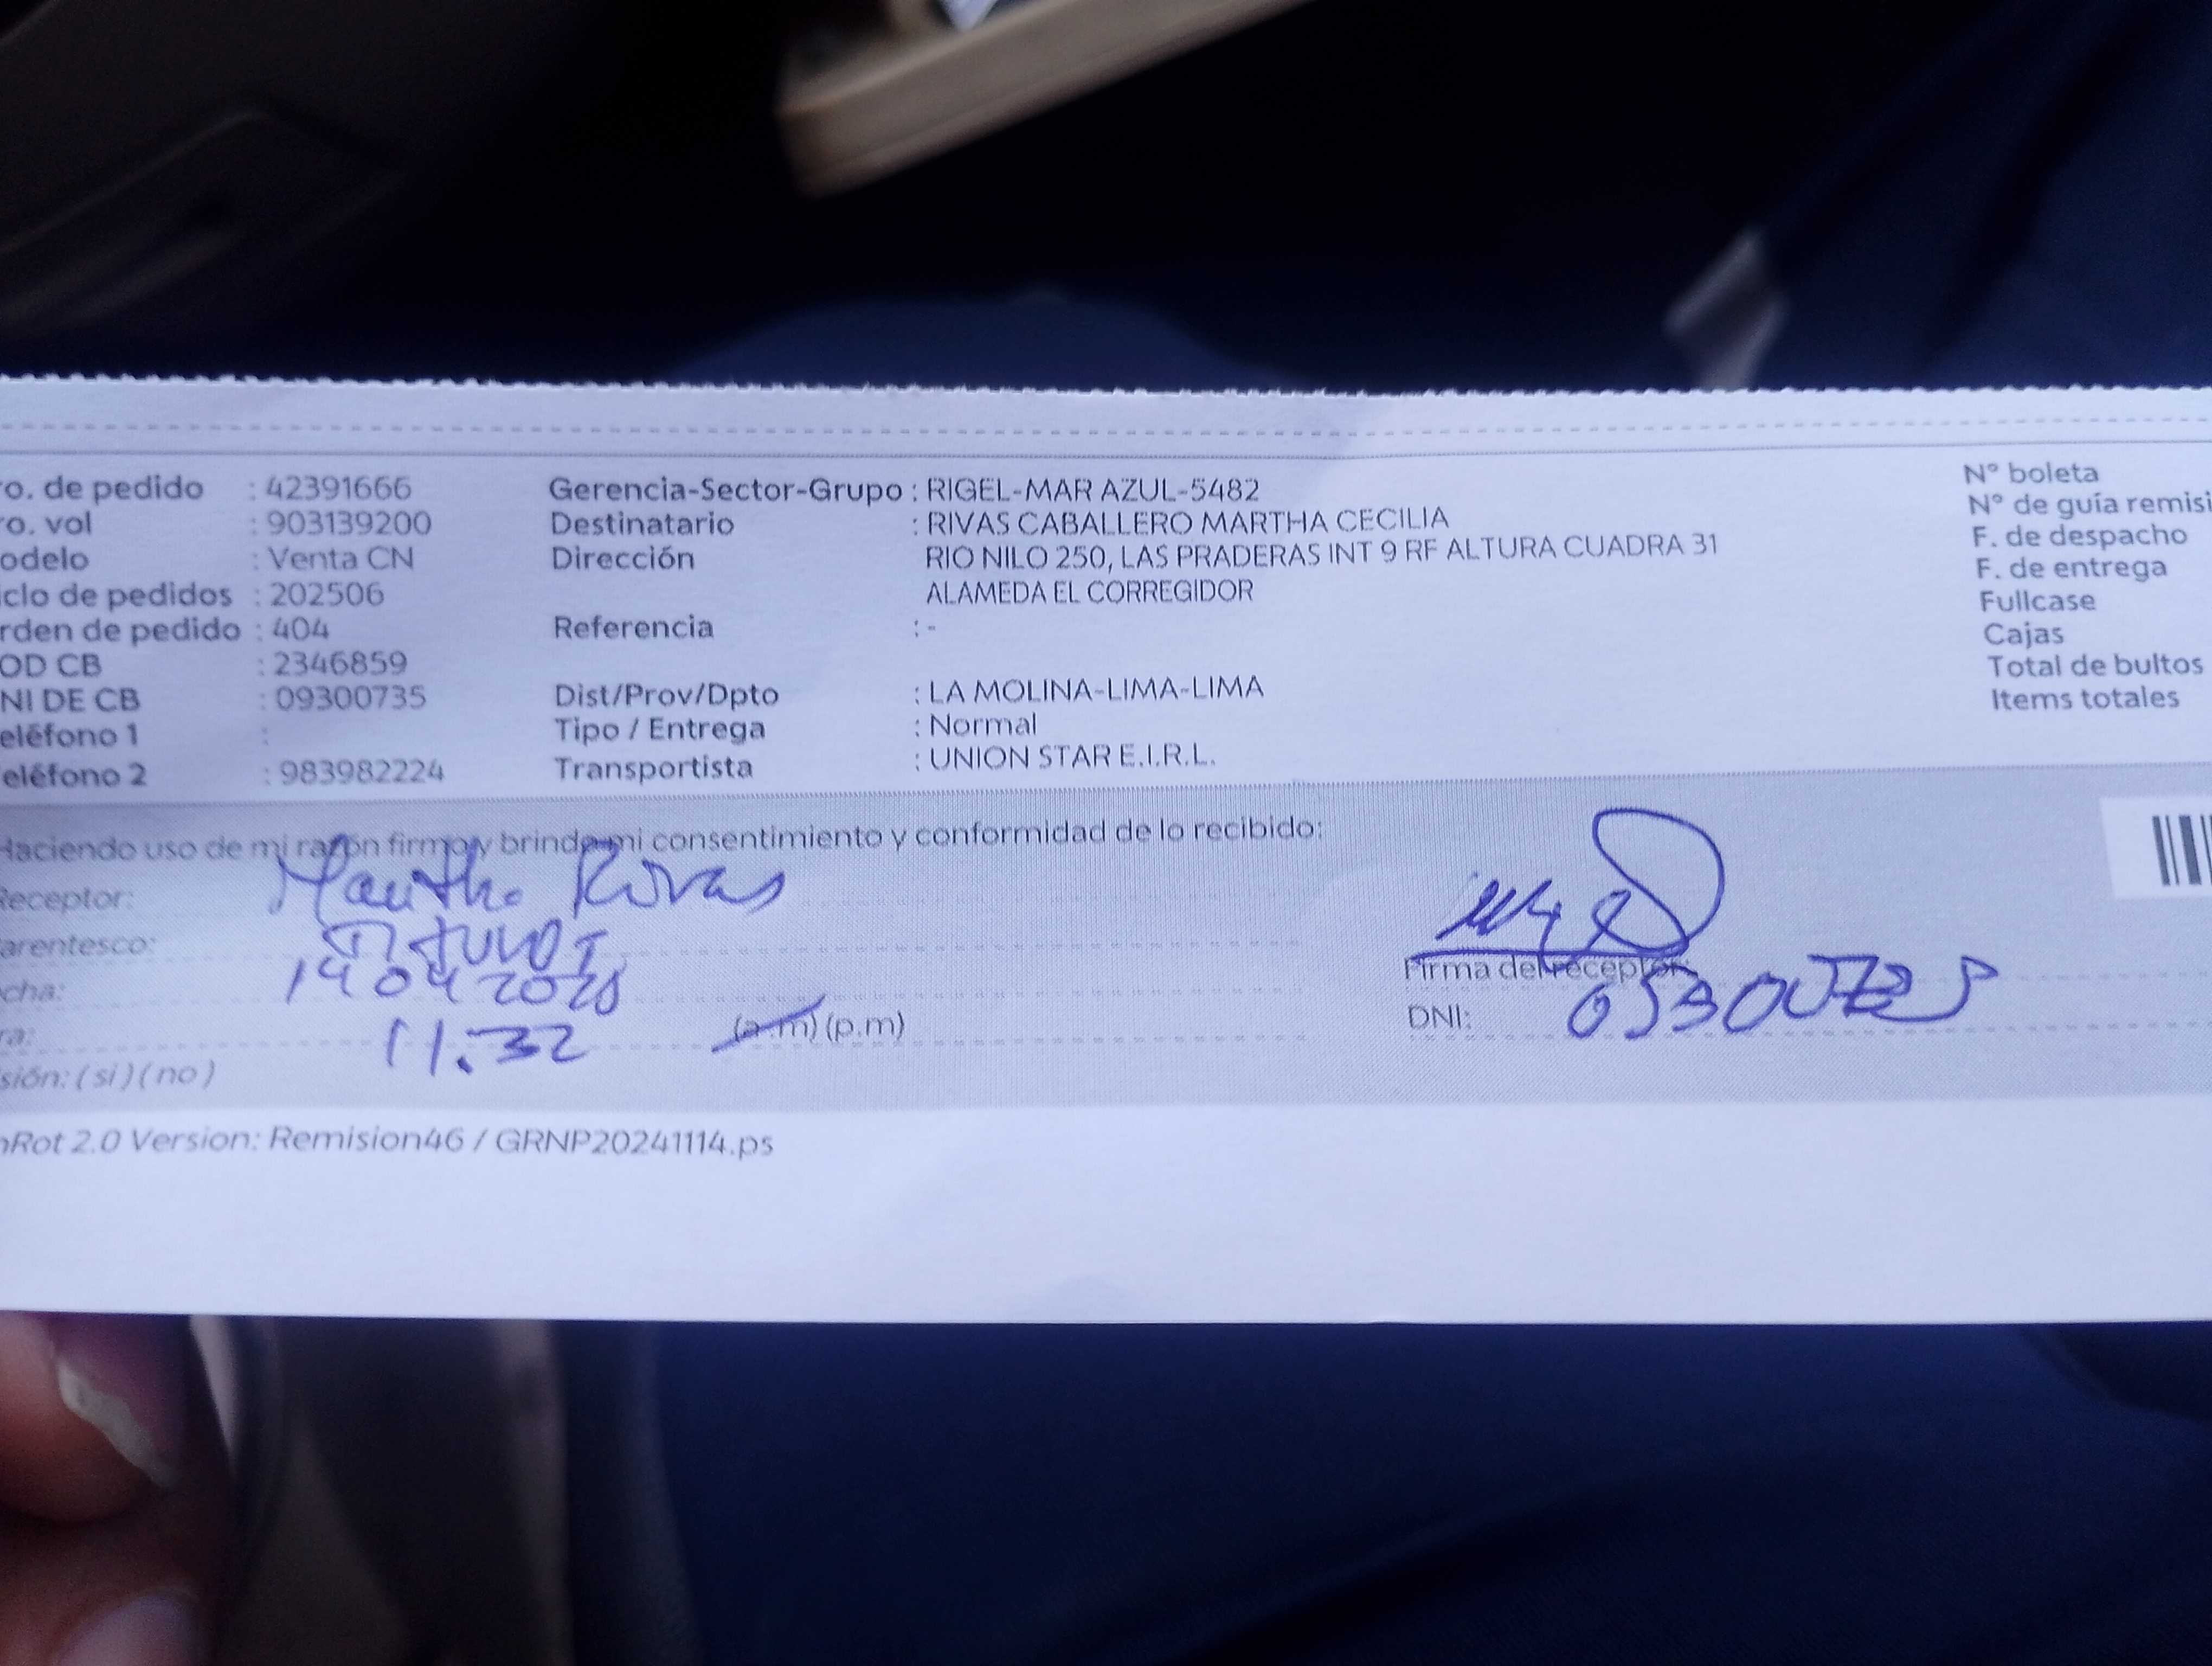 ro. de pedido : 42391666 Gerencia-Sector-Grupo : RIGEL-MAR AZUL-5482 N° boleta
ro. vol : 903139200 Destinatario : RIVAS CABALLERO MARTHA CECILIA N° de guía remisi
odelo : Venta CN Dirección RIO NILO 250, LAS PRADERAS INT 9 RF ALTURA CUADRA 31 F. de despacho
iclo de pedidos : 202506 ALAMEDA EL CORREGIDOR F. de entrega
rden de pedido : 404 Referencia : - Fullcase
OD CB : 2346859 Cajas
NI DE CB : 09300735 Dist/Prov/Dpto : LA MOLINA-LIMA-LIMA Total de bultos
eléfono 1 : Tipo / Entrega : Normal Items totales
eléfono 2 : 983982224 Transportista : UNION STAR E.I.R.L.
Haciendo uso de mi razón firmo y brindo mi consentimiento y conformidad de lo recibido:
Receptor: Martha Rivas
arentesco:
cha: 14 04 2025 Firma del receptor
ra: 11.32 (a.m) (p.m) DNI:
sión: (si) (no)
nRot 2.0 Version: Remision46 / GRNP20241114.ps